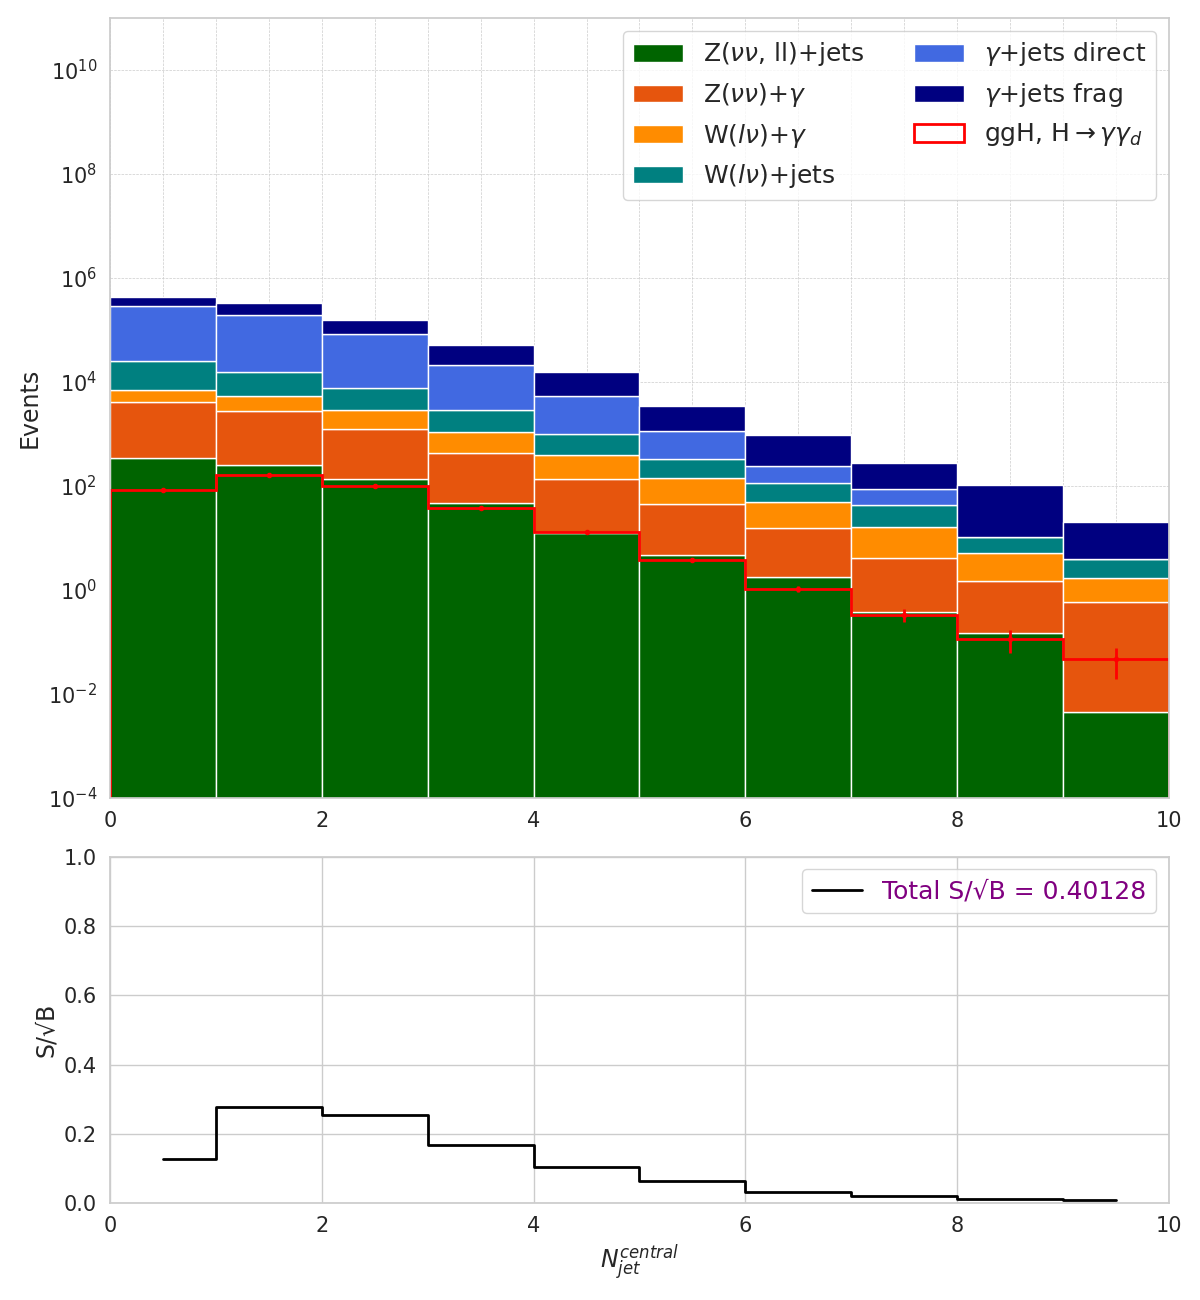 Z(νν, ll)+jets
Z(νν)+γ
W(lν)+γ
W(lν)+jets
γ+jets direct
γ+jets frag
ggH, H→γγ_d
Events
10^10
10^8
10^6
10^4
10^2
10^0
10^−2
10^−4
0 2 4 6 8 10
Total S/√B = 0.40128
S/√B
1.0
0.8
0.6
0.4
0.2
0.0
0 2 4 6 8 10
N_jet^central